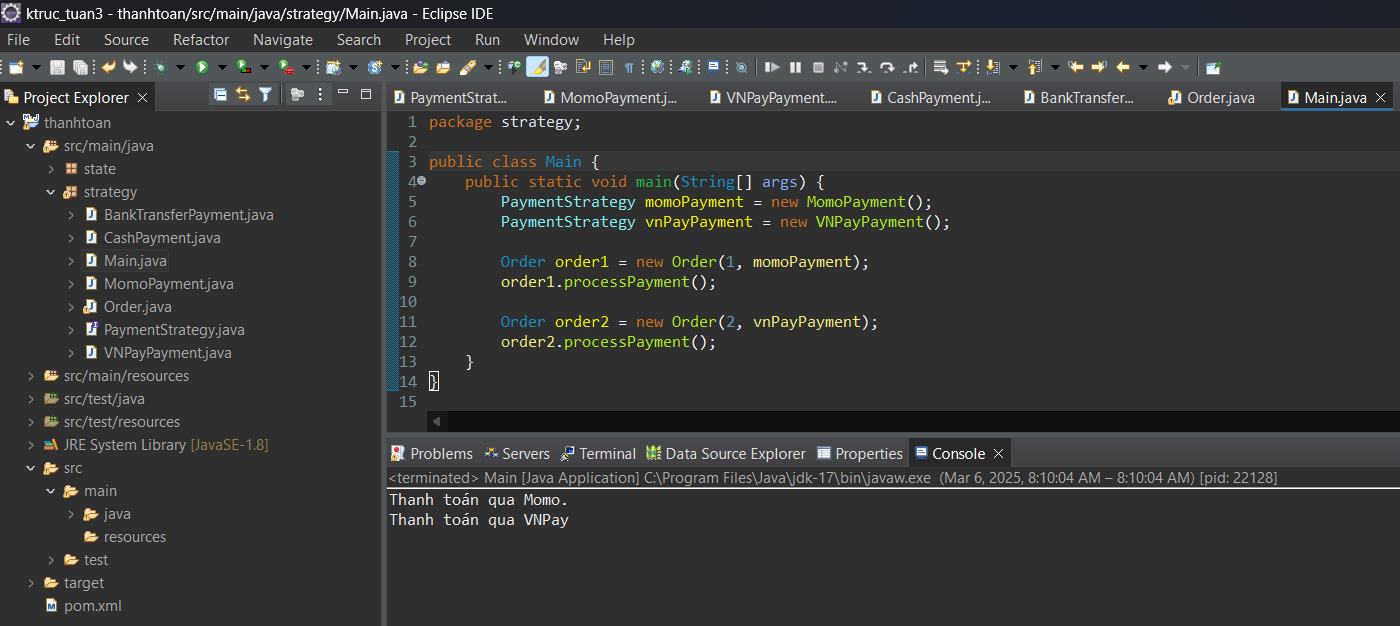 ktruc_tuan3 - thanhtoan/src/main/java/strategy/Main.java - Eclipse IDE
File Edit Source Refactor Navigate Search Project Run Window Help
Project Explorer
thanhtoan
src/main/java
state
strategy
BankTransferPayment.java
CashPayment.java
Main.java
MomoPayment.java
Order.java
PaymentStrategy.java
VNPayPayment.java
src/main/resources
src/test/java
src/test/resources
JRE System Library [JavaSE-1.8]
src
main
java
resources
test
target
pom.xml
PaymentStrat... MomoPayment.j... VNPayPayment.... CashPayment.j... BankTransfer... Order.java Main.java
1 package strategy;
2
3 public class Main {
4 public static void main(String[] args) {
5 PaymentStrategy momoPayment = new MomoPayment();
6 PaymentStrategy vnPayPayment = new VNPayPayment();
7
8 Order order1 = new Order(1, momoPayment);
9 order1.processPayment();
10
11 Order order2 = new Order(2, vnPayPayment);
12 order2.processPayment();
13 }
14 }
15
Problems Servers Terminal Data Source Explorer Properties Console
<terminated> Main [Java Application] C:\Program Files\Java\jdk-17\bin\javaw.exe (Mar 6, 2025, 8:10:04 AM – 8:10:04 AM) [pid: 22128]
Thanh toán qua Momo.
Thanh toán qua VNPay